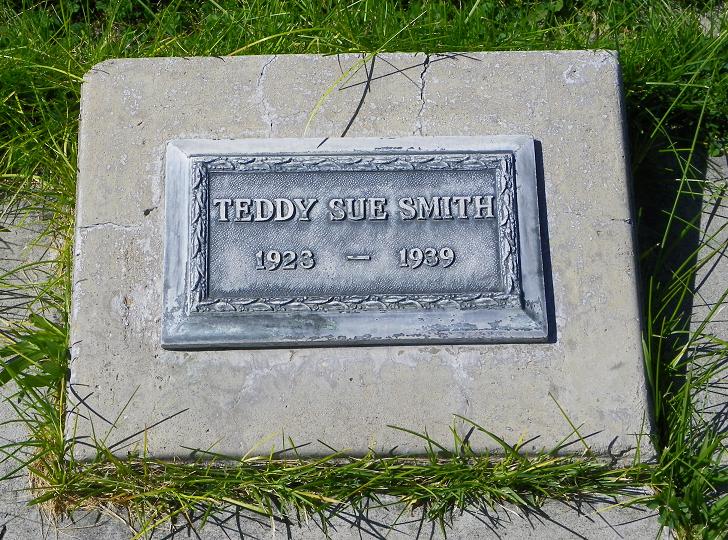 TEDDY SUE SMITH
1923 — 1939